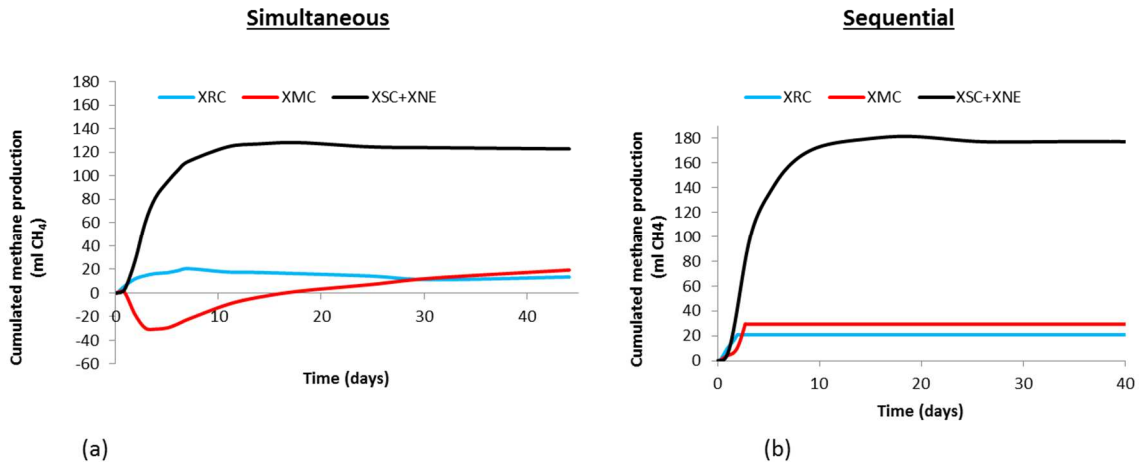 Simultaneous
XRC XMC XSC+XNE
Cumulated methane production
(ml CH₄)
180
160
140
120
100
80
60
40
20
0
-20
-40
-60
0 10 20 30 40
Time (days)
(a)
Sequential
XRC XMC XSC+XNE
Cumulated methane production
(ml CH4)
180
160
140
120
100
80
60
40
20
0
0 10 20 30 40
Time (days)
(b)